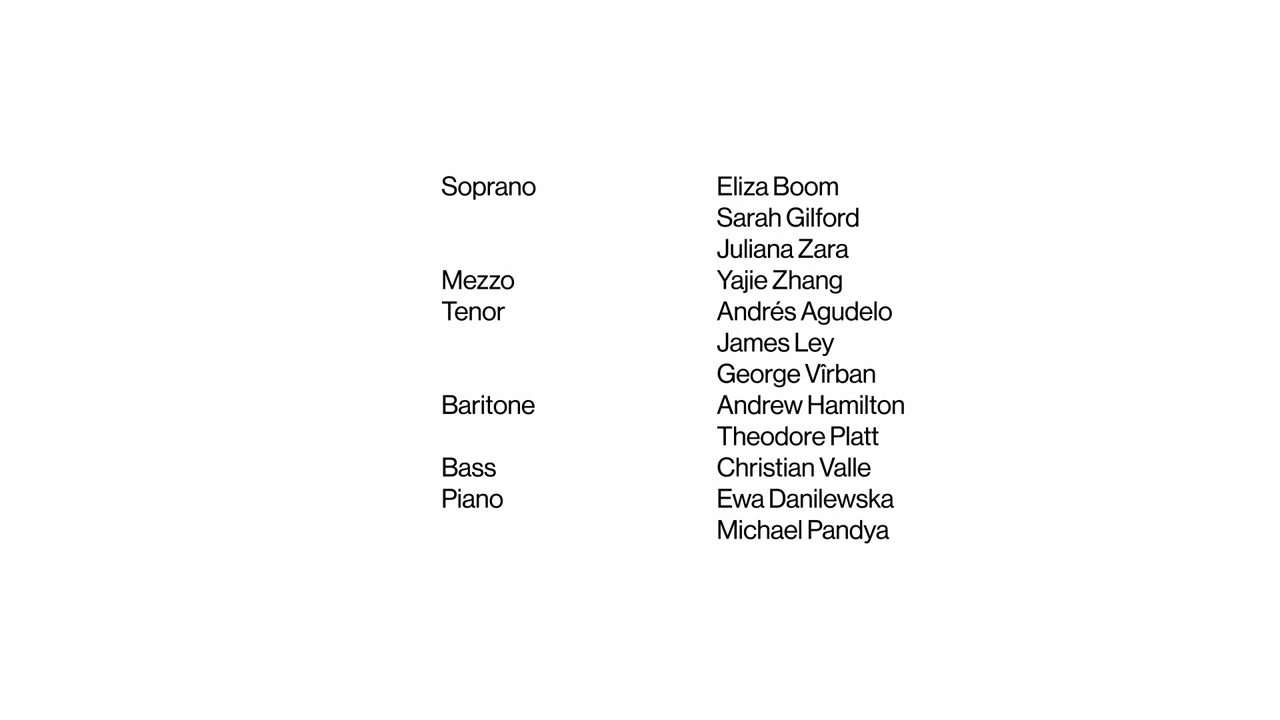 Soprano Eliza Boom
Sarah Gilford
Juliana Zara
Mezzo Yajie Zhang
Tenor Andrés Agudelo
James Ley
George Vîrban
Baritone Andrew Hamilton
Theodore Platt
Bass Christian Valle
Piano Ewa Danilewska
Michael Pandya